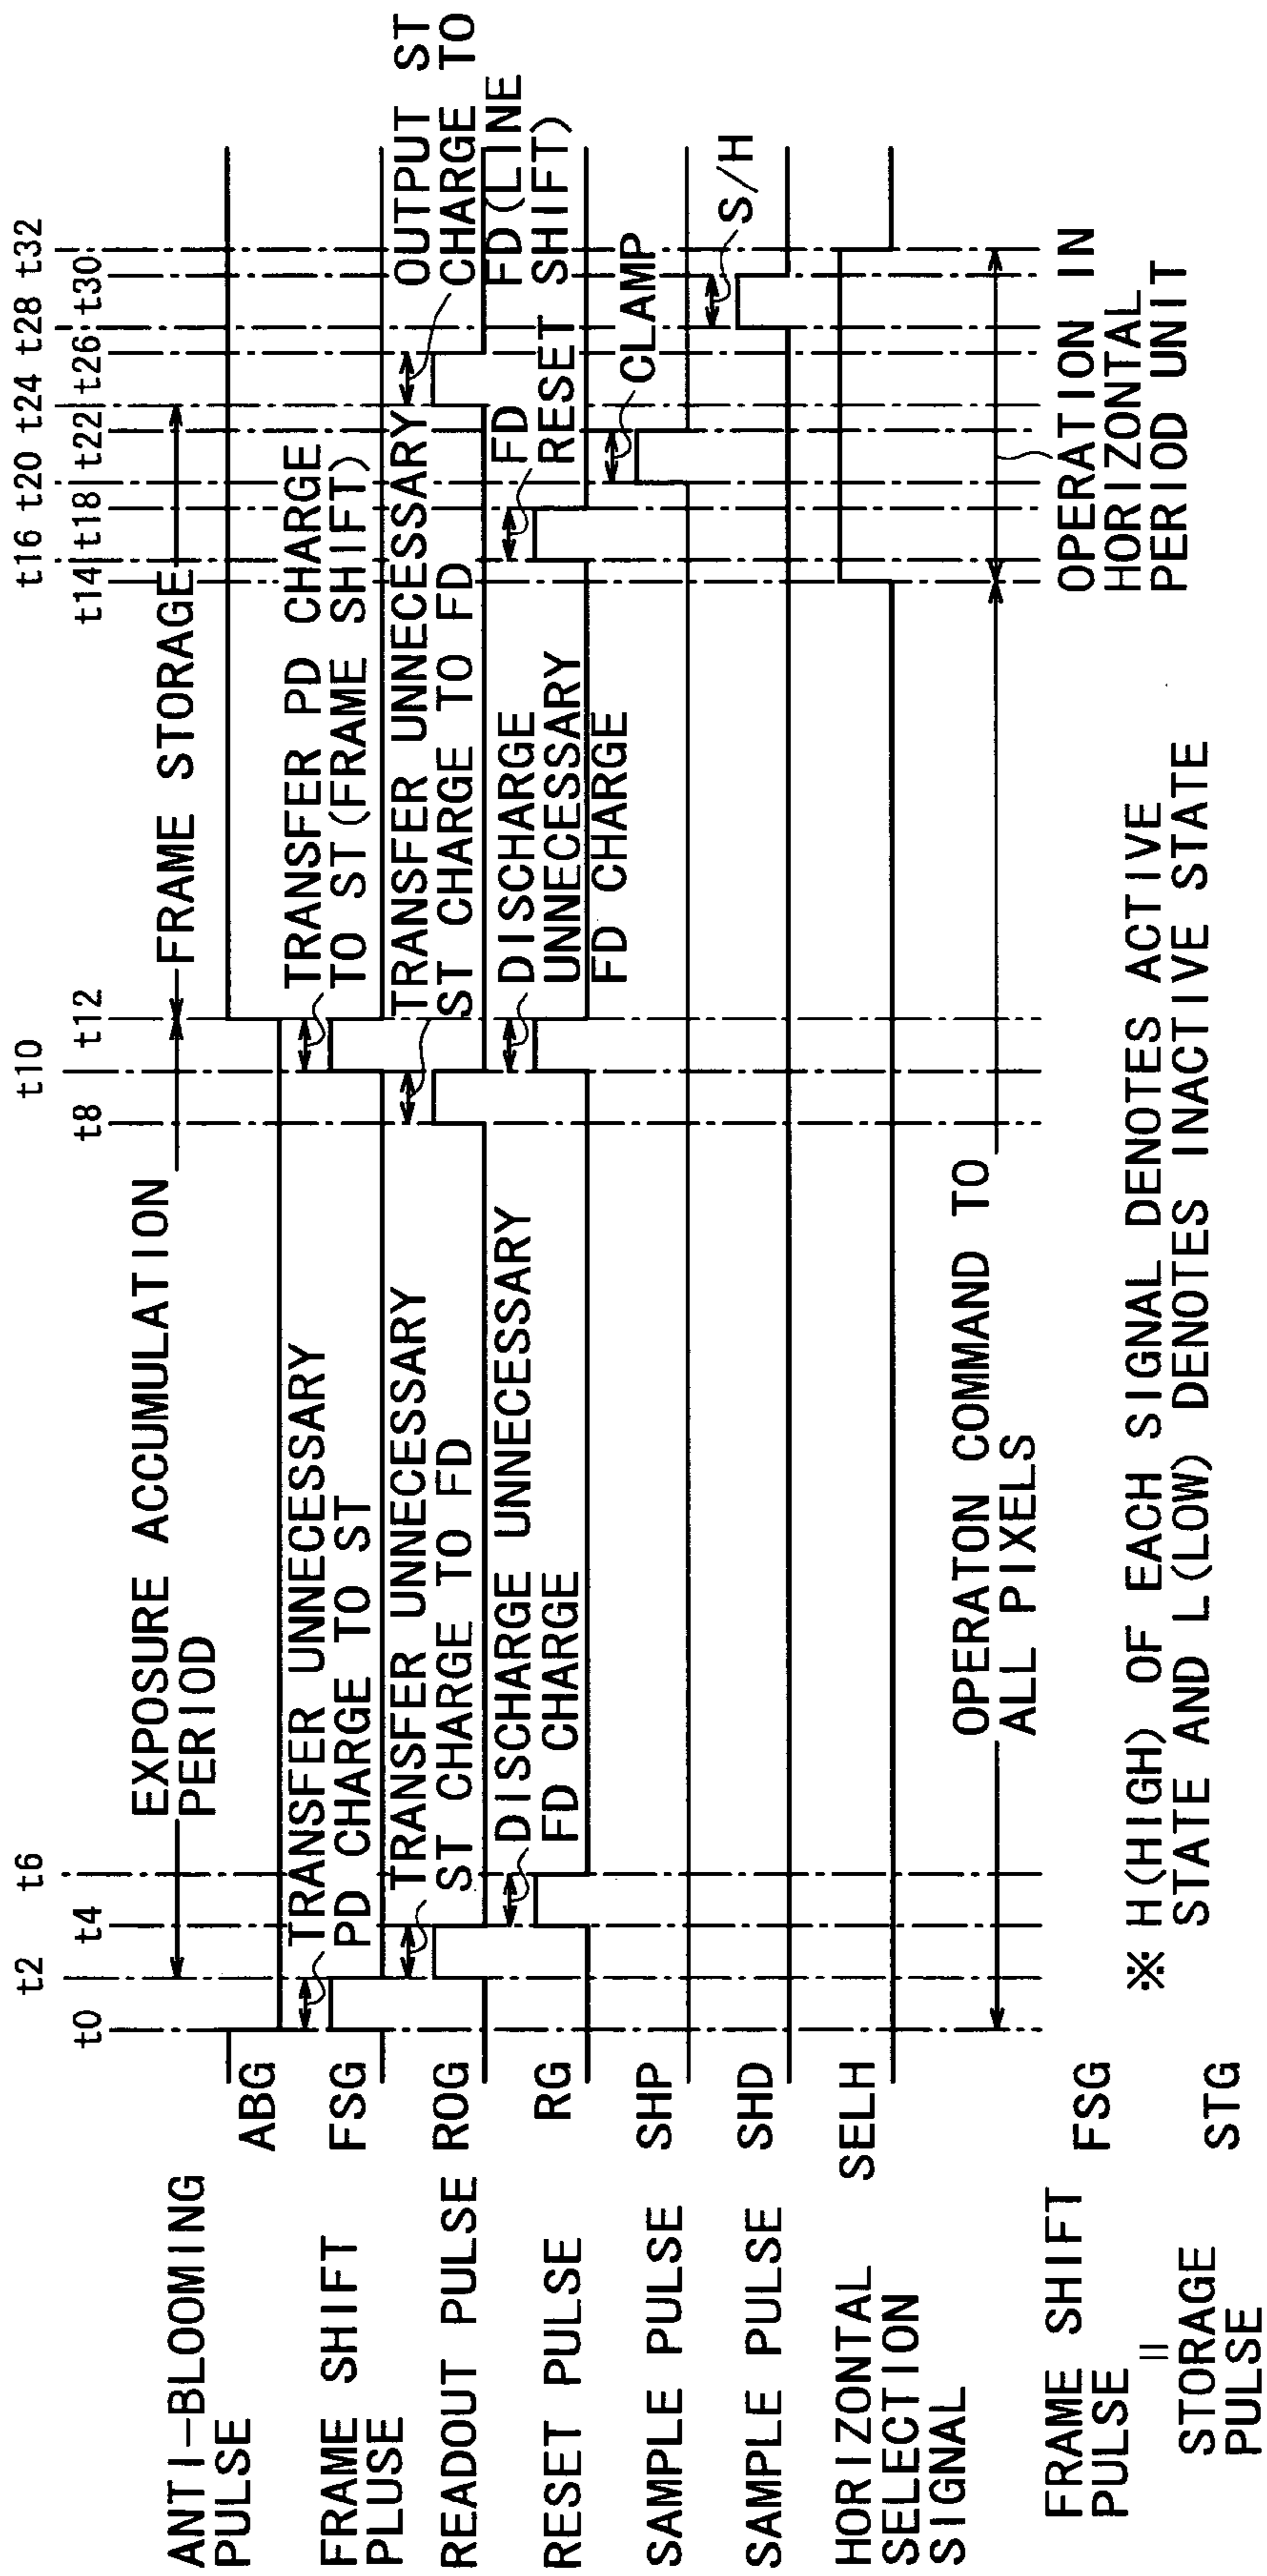 t0
t2
t4
t6
t8
t10
t12
t14
t16
t18
t20
t22
t24
t26
t28
t30
t32
EXPOSURE ACCUMULATION
PERIOD
FRAME STORAGE
ANTI-BLOOMING
PULSE
ABG
FRAME SHIFT
PLUSE
FSG
TRANSFER UNNECESSARY
PD CHARGE TO ST
TRANSFER PD CHARGE
TO ST(FRAME SHIFT)
READOUT PULSE
ROG
TRANSFER UNNECESSARY
ST CHARGE TO FD
TRANSFER UNNECESSARY
ST CHARGE TO FD
OUTPUT ST
CHARGE TO
FD(LINE
SHIFT)
RESET PULSE
RG
DISCHARGE UNNECESSARY
FD CHARGE
DISCHARGE
UNNECESSARY
FD CHARGE
FD
RESET
SAMPLE PULSE
SHP
CLAMP
SAMPLE PULSE
SHD
S/H
HORIZONTAL
SELECTION
SIGNAL
SELH
OPERATON COMMAND TO
ALL PIXELS
OPERATION IN
HORIZONTAL
PERIOD UNIT
FRAME SHIFT
PULSE
FSG
=
STORAGE
PULSE
STG
※ H(HIGH) OF EACH SIGNAL DENOTES ACTIVE
STATE AND L(LOW) DENOTES INACTIVE STATE